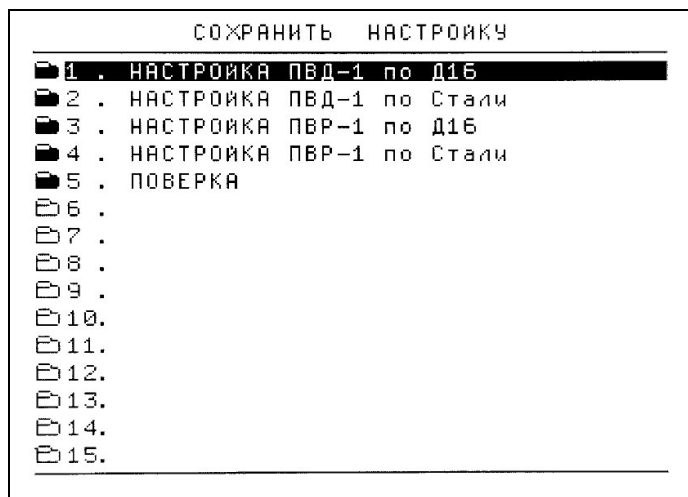 СОХРАНИТЬ НАСТРОЙКУ
1 . НАСТРОЙКА ПВД-1 по Д16
2 . НАСТРОЙКА ПВД-1 по Стали
3 . НАСТРОЙКА ПВР-1 по Д16
4 . НАСТРОЙКА ПВР-1 по Стали
5 . ПОВЕРКА
6 .
7 .
8 .
9 .
10.
11.
12.
13.
14.
15.